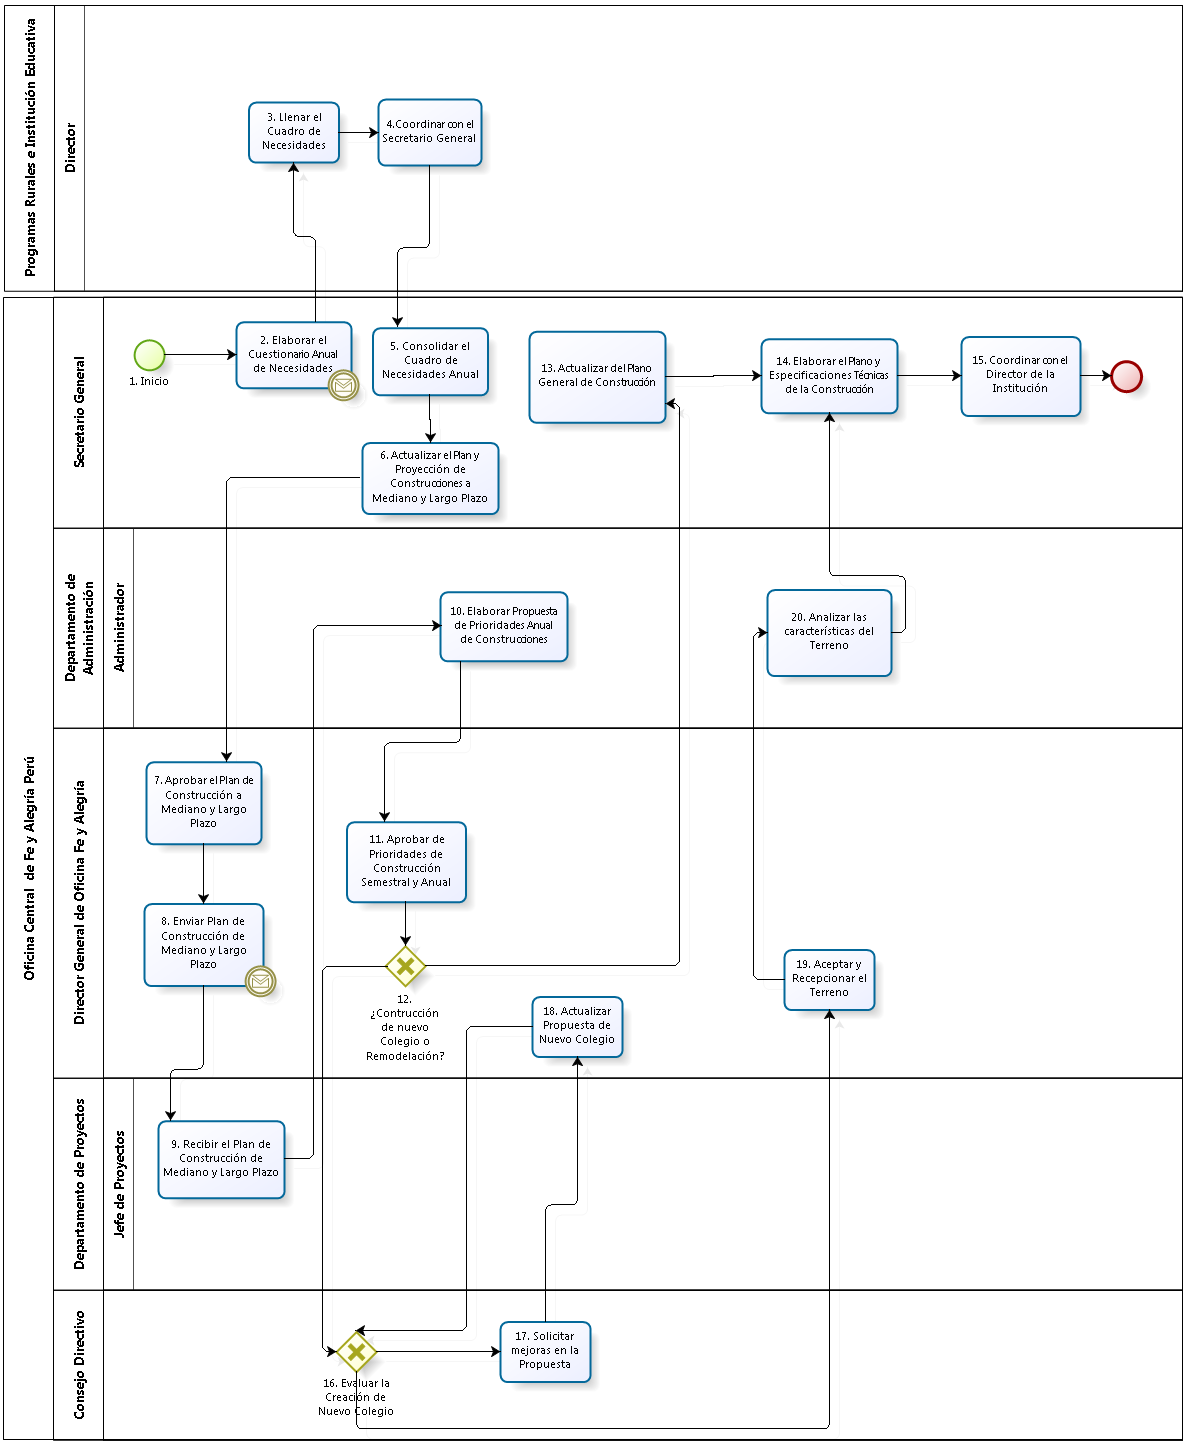 Programas Rurales e Institución Educativa
Director
3. Llenar el
Cuadro de
Necesidades
4.Coordinar con el
Secretario General
Oficina Central  de Fe y Alegría Perú
Secretario General
1. Inicio
2. Elaborar el
Cuestionario Anual
de Necesidades
5. Consolidar el
Cuadro de
Necesidades Anual
6. Actualizar el Plan y
Proyección de
Construcciones a
Mediano y Largo Plazo
13. Actualizar del Plano
General de Construcción
14. Elaborar el Plano y
Especificaciones Técnicas
de la Construcción
15. Coordinar con el
Director de la
Institución
Departamento de
Administración
Administrador
10. Elaborar Propuesta
de Prioridades Anual
de Construcciones
20. Analizar las
características del
Terreno
Director General de Oficina Fe y Alegría
7. Aprobar el Plan de
Construcción a
Mediano y Largo
Plazo
8. Enviar Plan de
Construcción de
Mediano y Largo
Plazo
11. Aprobar de
Prioridades de
Construcción
Semestral y Anual
12.
¿Contrucción
de nuevo
Colegio o
Remodelación?
18. Actualizar
Propuesta de
Nuevo Colegio
19. Aceptar y
Recepcionar el
Terreno
Departamento de Proyectos
Jefe de Proyectos
9. Recibir el Plan de
Construcción de
Mediano y Largo Plazo
Consejo Directivo
16. Evaluar la
Creación de
Nuevo Colegio
17. Solicitar
mejoras en la
Propuesta